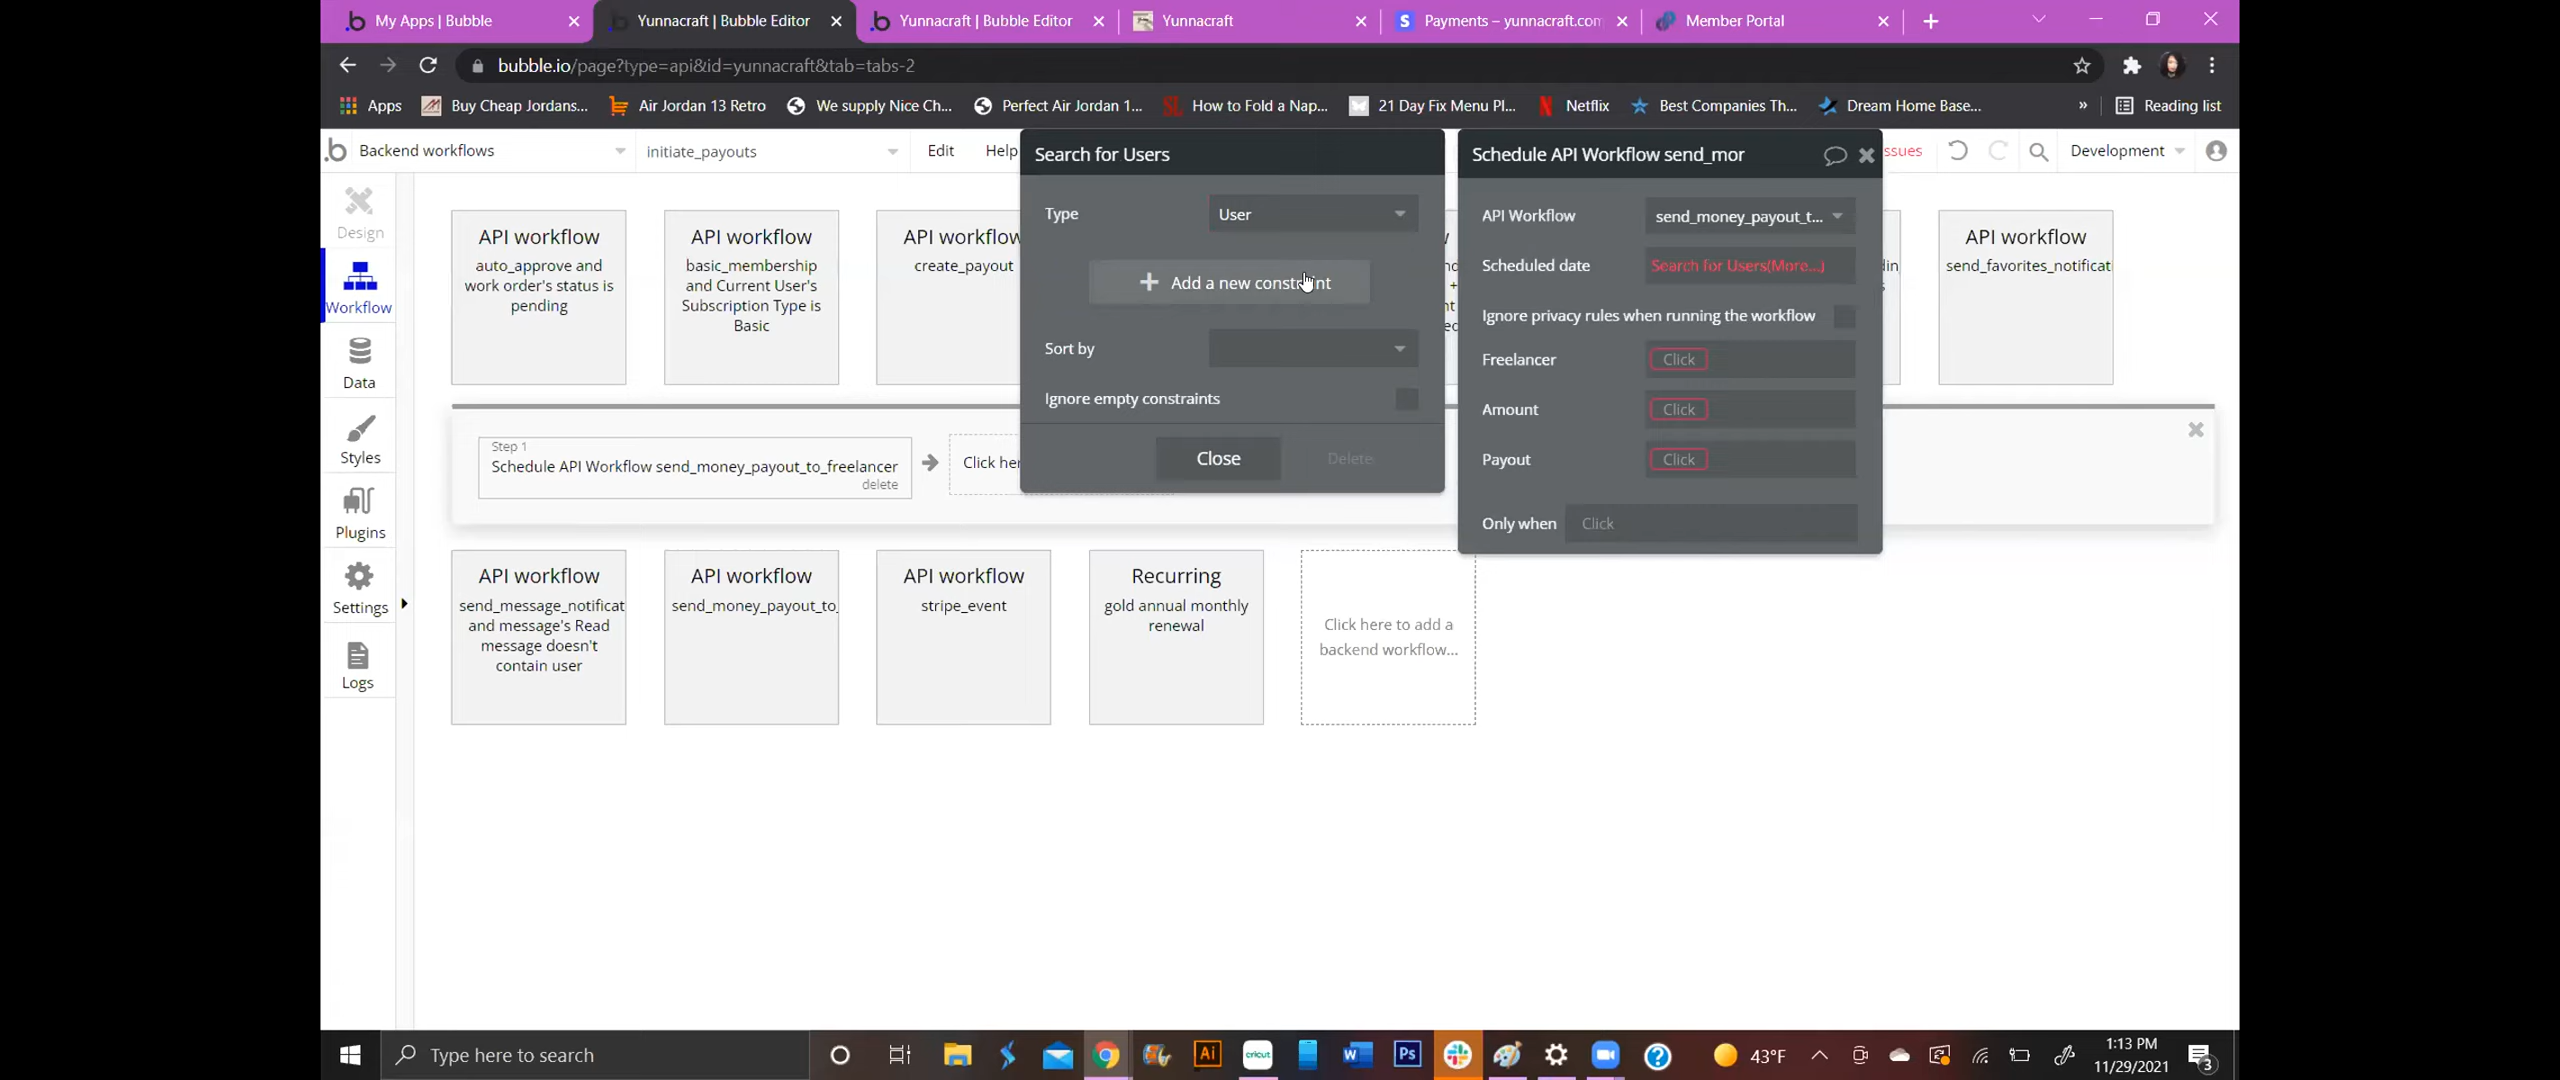 My Apps | Bubble
Yunnacraft | Bubble Editor
Yunnacraft | Bubble Editor
Yunnacraft
Payments – yunnacraft.com
Member Portal
bubble.io/page?type=api&id=yunnacraft&tab=tabs-2
Apps
Buy Cheap Jordans...
Air Jordan 13 Retro
We supply Nice Ch...
Perfect Air Jordan 1...
How to Fold a Nap...
21 Day Fix Menu Pl...
Netflix
Best Companies Th...
Dream Home Base...
»
Reading list
Backend workflows
initiate_payouts
Edit
Help
ssues
Development
Search for Users
Type
User
Add a new constraint
Sort by
Ignore empty constraints
Close
Delete
Schedule API Workflow send_mor
API Workflow
send_money_payout_t...
Scheduled date
Search for Users(More...)
Ignore privacy rules when running the workflow
Freelancer
Click
Amount
Click
Payout
Click
Only when
Click
Design
Workflow
Data
Styles
Plugins
Settings
Logs
API workflow
auto_approve and
work order's status is
pending
API workflow
basic_membership
and Current User's
Subscription Type is
Basic
API workflow
create_payout
API workflow
send_favorites_notificat
Step 1
Schedule API Workflow send_money_payout_to_freelancer
delete
Click her
API workflow
send_message_notificat
and message's Read
message doesn't
contain user
API workflow
send_money_payout_to_
API workflow
stripe_event
Recurring
gold annual monthly
renewal
Click here to add a
backend workflow...
Type here to search
Ai
cricut
Ps
43°F
1:13 PM
11/29/2021
3